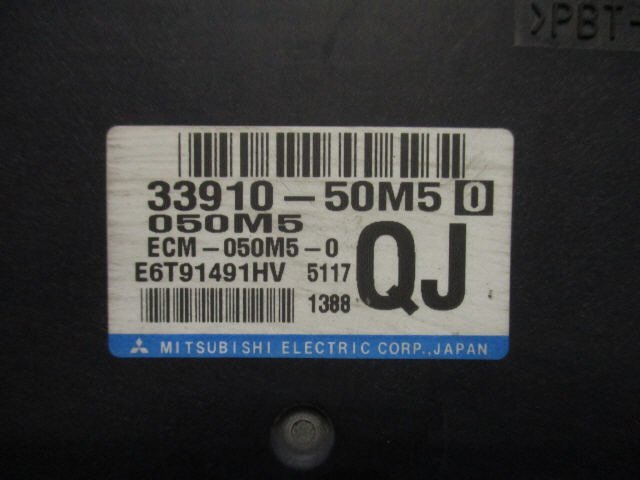 >PBT-
33910-50M5 0
050M5
ECM-050M5-0
E6T91491HV 5117
QJ
1388
MITSUBISHI ELECTRIC CORP.,JAPAN